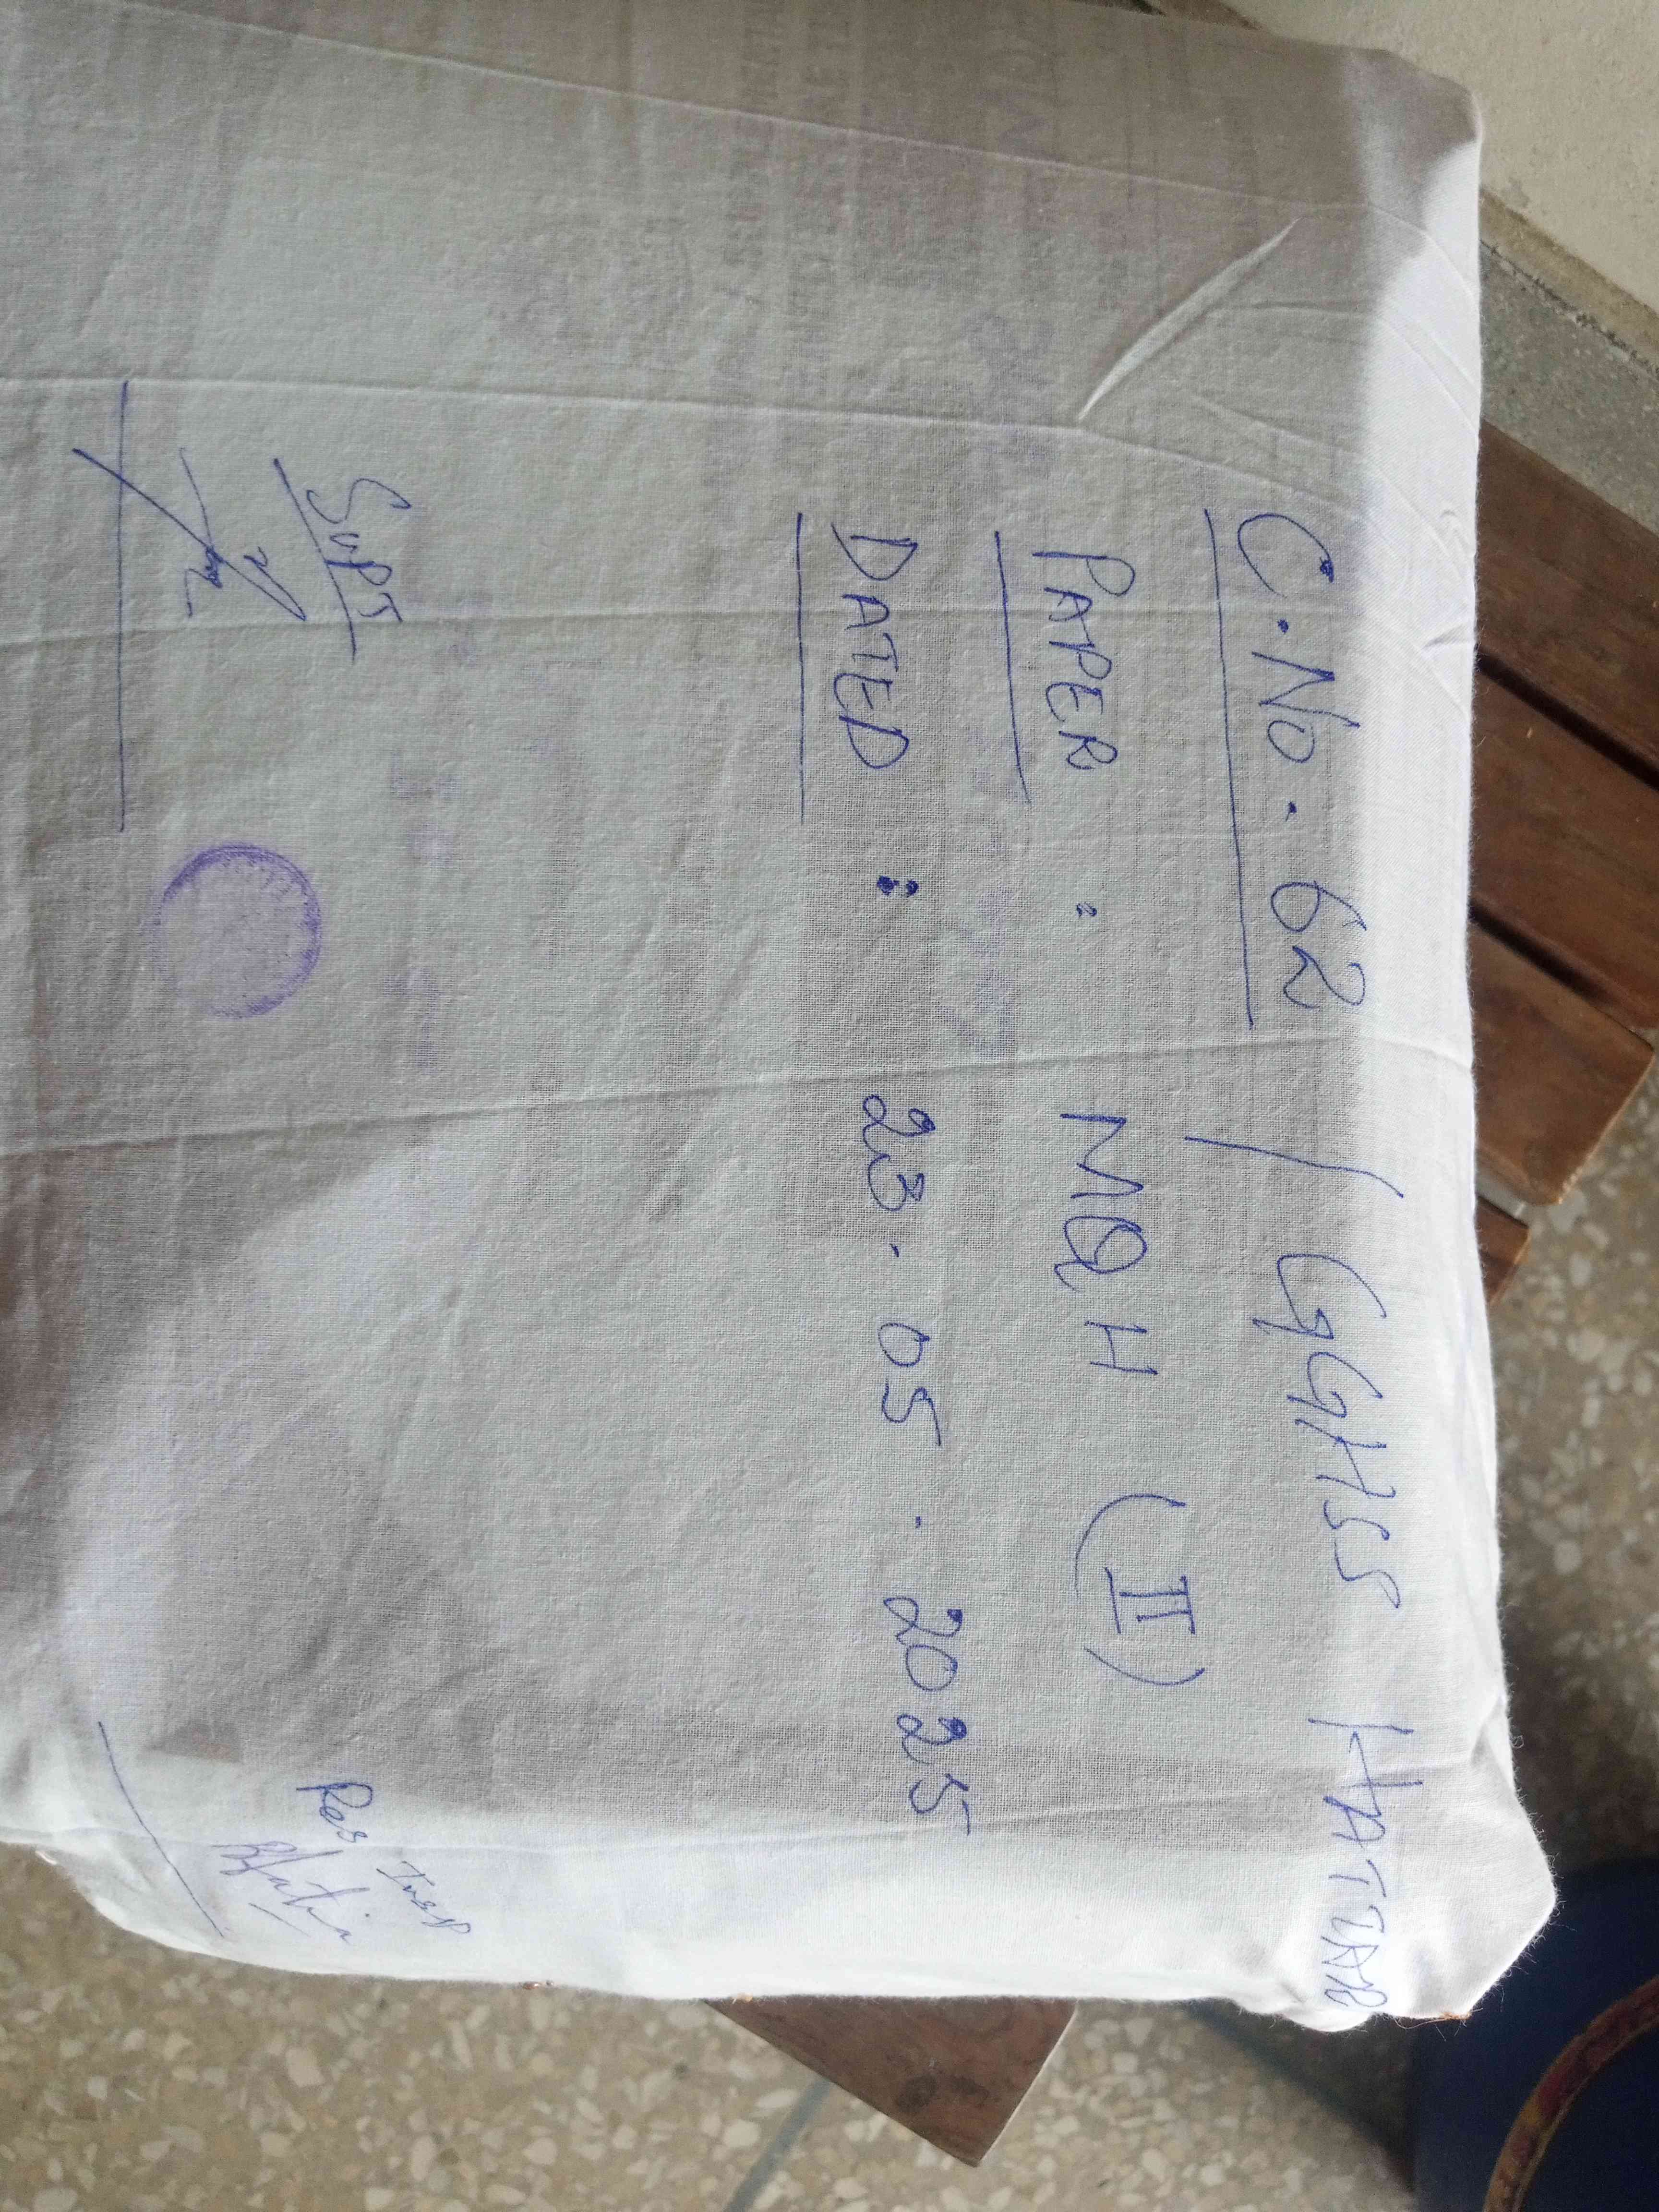 C.No. 62 / GGHSS HATTAR
PAPER : MQH (II)
DATED : 23.05.2025
SUPT
Res Insp